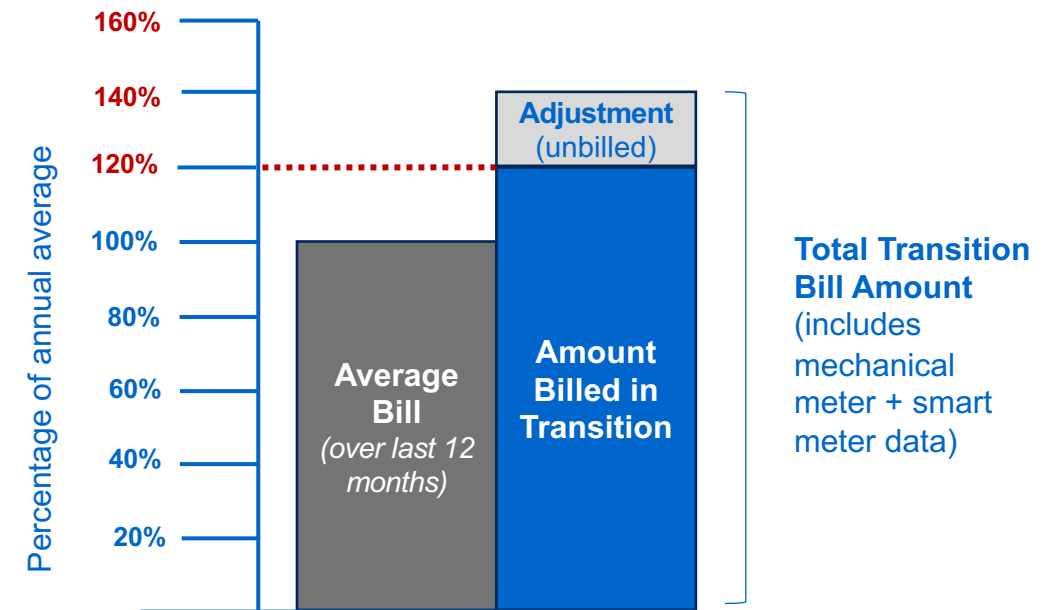 Percentage of annual average
160%
140%
120%
100%
80%
60%
40%
20%
Average
Bill
(over last 12
months)
Adjustment
(unbilled)
Amount
Billed in
Transition
Total Transition
Bill Amount
(includes
mechanical
meter + smart
meter data)